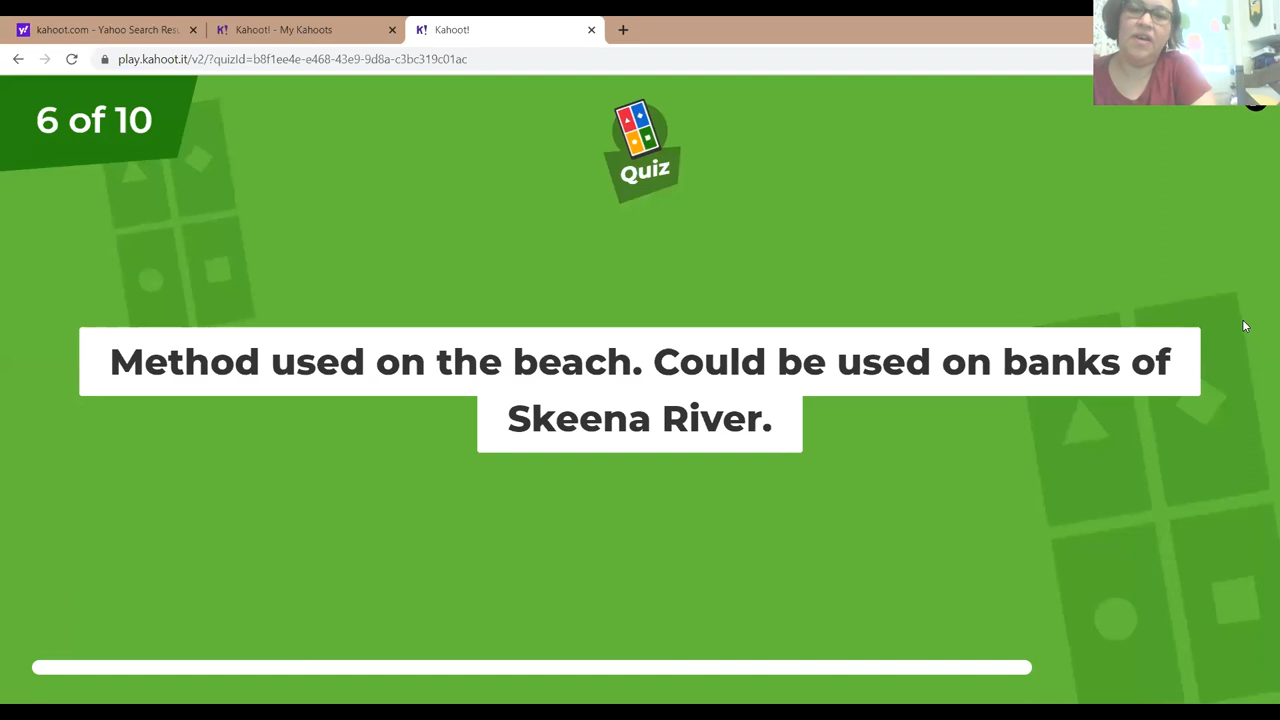 kahoot.com - Yahoo Search Resu
Kahoot! - My Kahoots
Kahoot!
play.kahoot.it/v2/?quizId=b8f1ee4e-e468-43e9-9d8a-c3bc319c01ac
6 of 10
Quiz
Method used on the beach. Could be used on banks of
Skeena River.